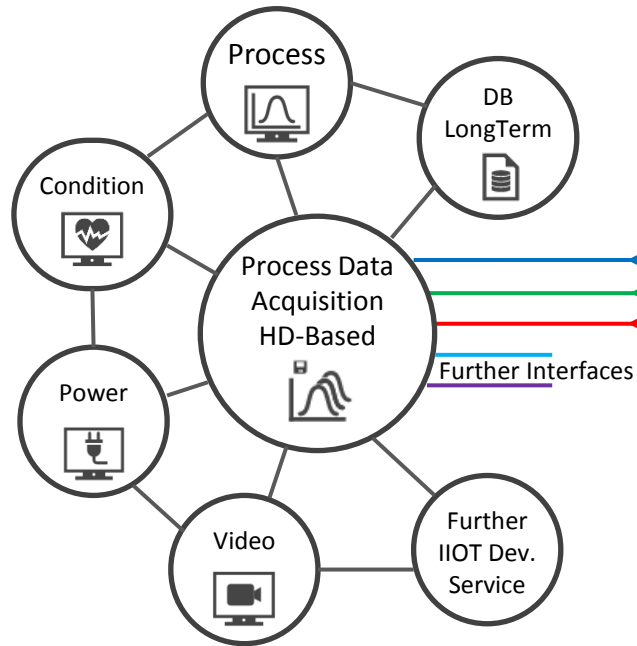 Process
DB
LongTerm
Condition
Process Data
Acquisition
HD-Based
Further Interfaces
Power
Video
Further
IIOT Dev.
Service